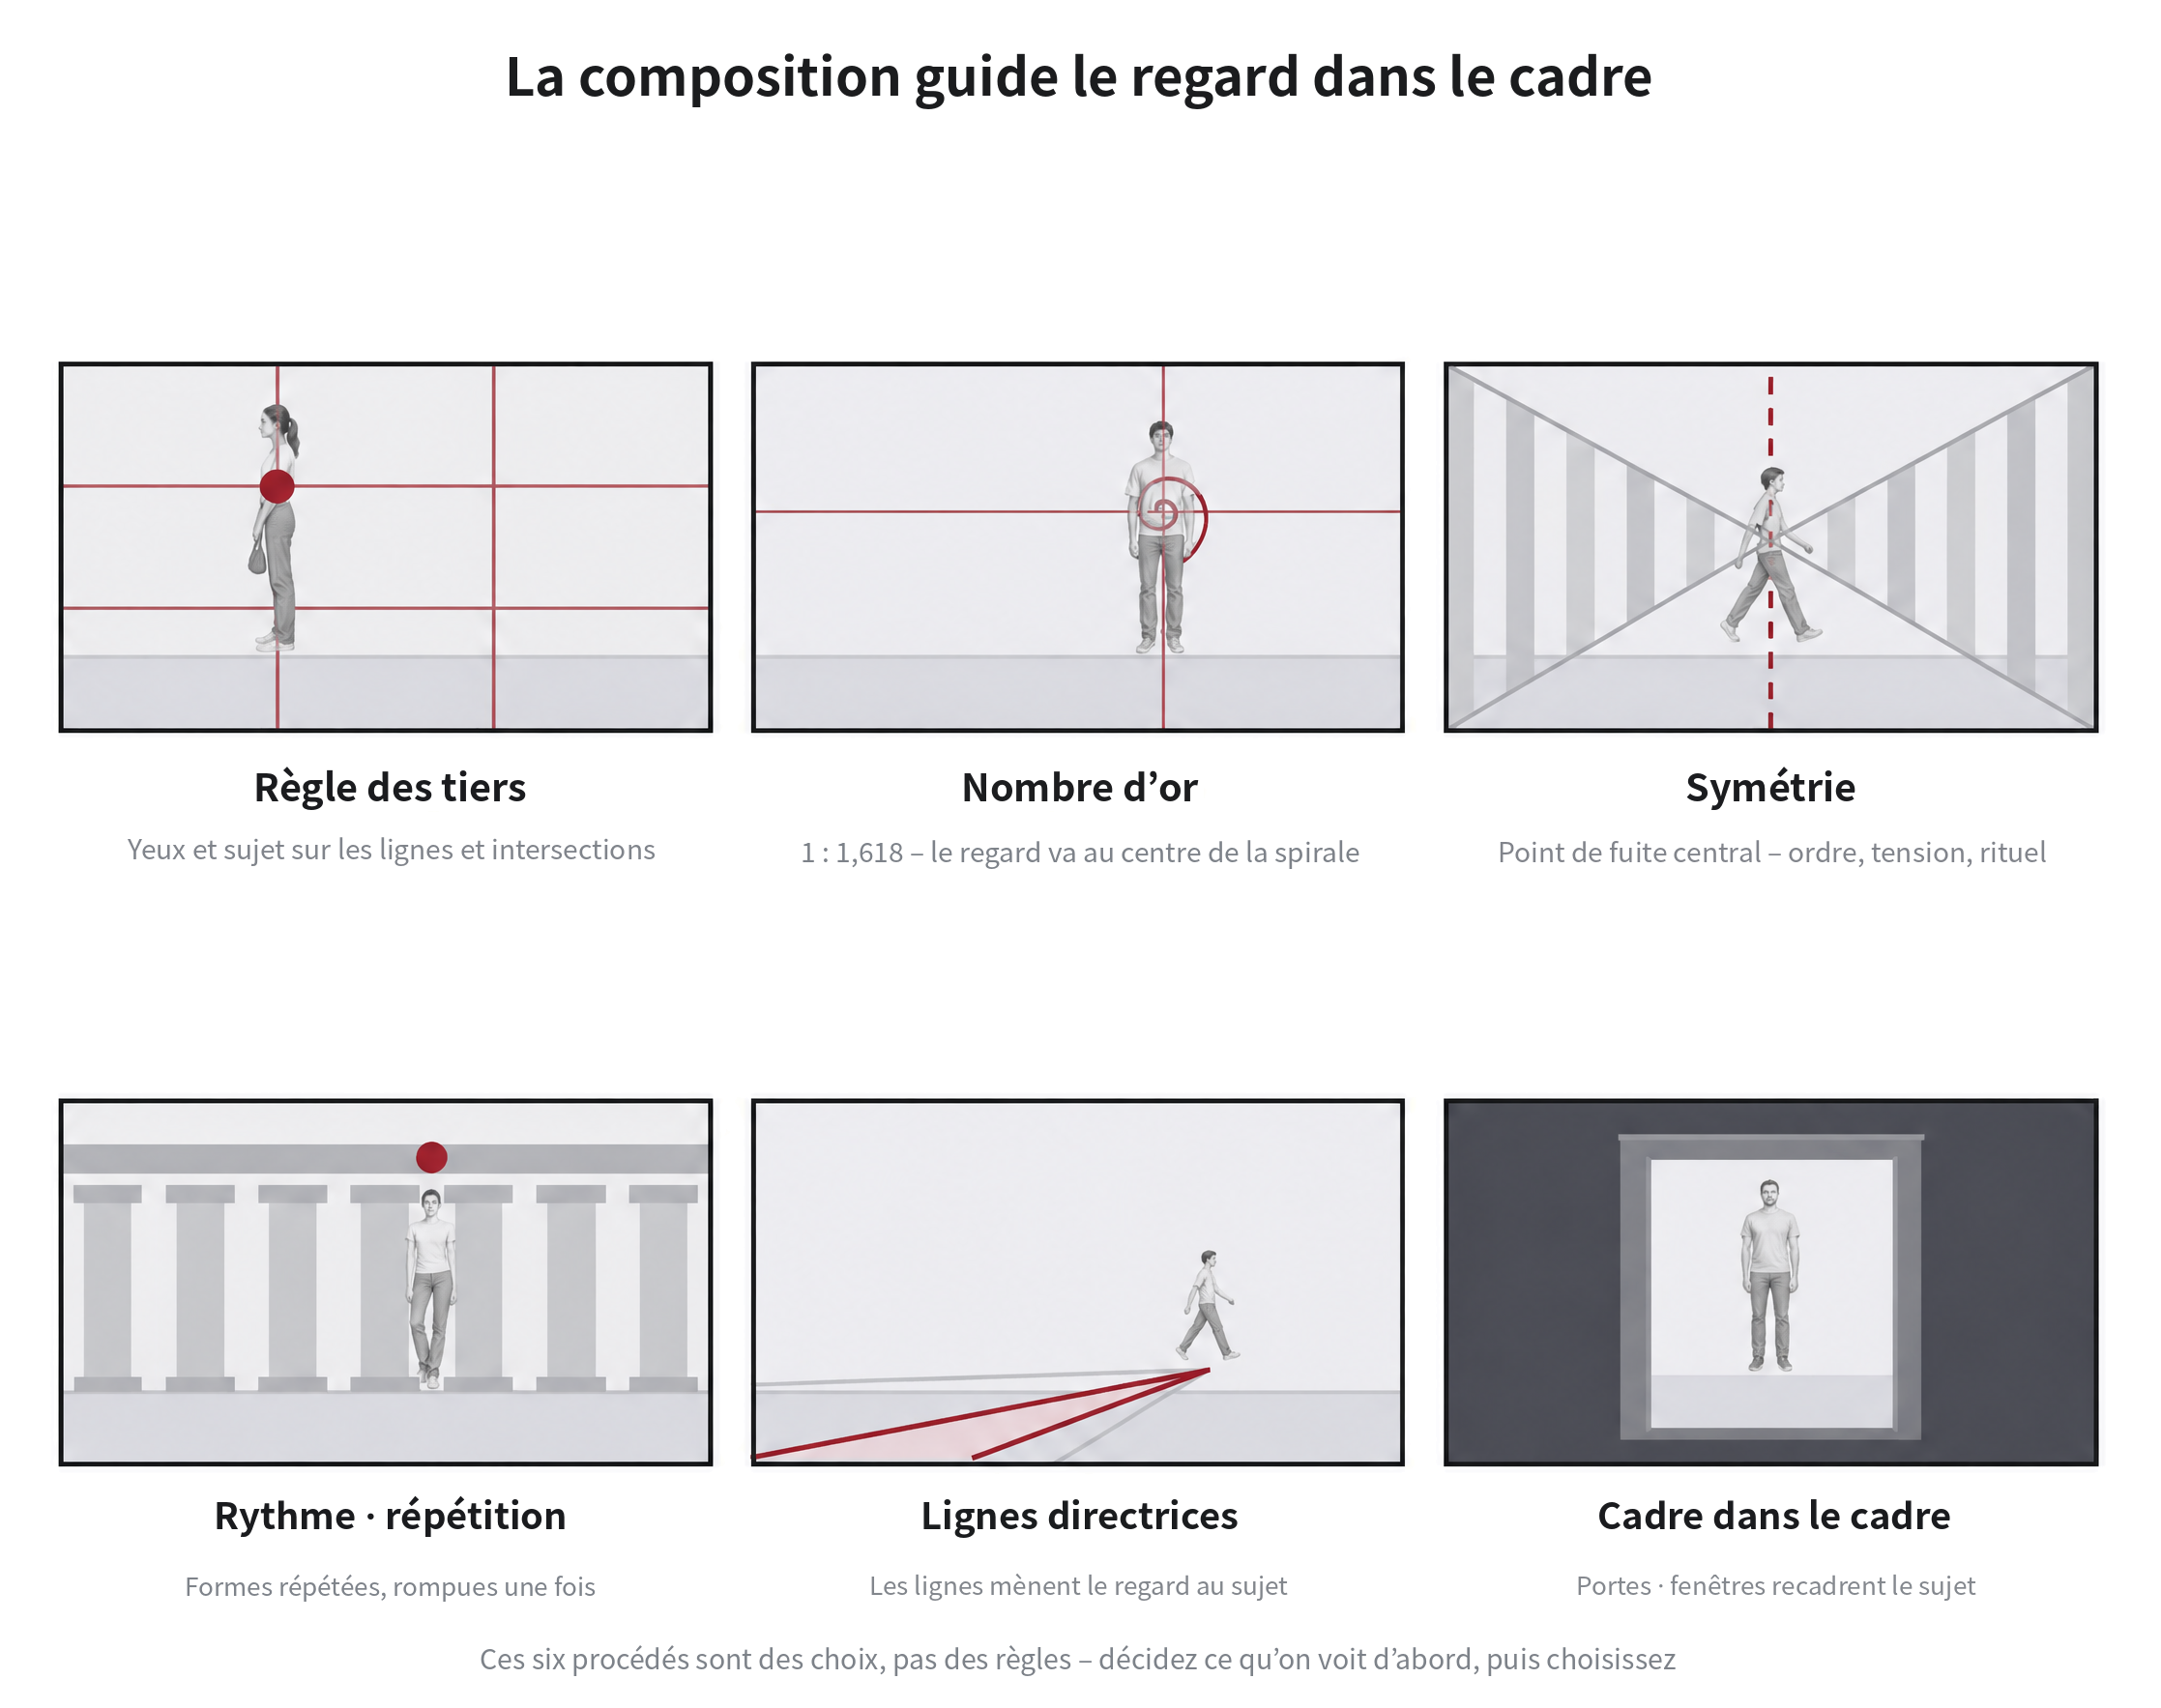 La composition guide le regard dans le cadre
Règle des tiers
Yeux et sujet sur les lignes et intersections
Nombre d’or
1 : 1,618 – le regard va au centre de la spirale
Symétrie
Point de fuite central – ordre, tension, rituel
Rythme · répétition
Formes répétées, rompues une fois
Lignes directrices
Les lignes mènent le regard au sujet
Cadre dans le cadre
Portes · fenêtres recadrent le sujet
Ces six procédés sont des choix, pas des règles – décidez ce qu’on voit d’abord, puis choisissez